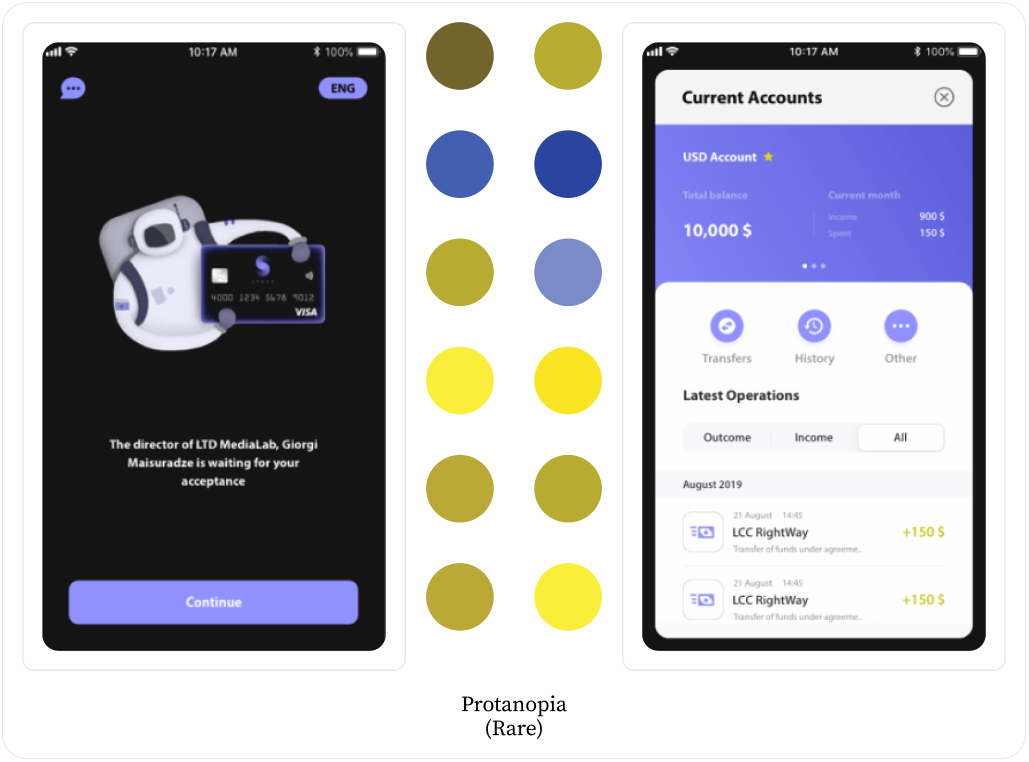 10:17 AM
100%
ENG
4000 1234 5678 9012
VISA
The director of LTD MediaLab, Giorgi
Maisuradze is waiting for your
acceptance
Continue
10:17 AM
100%
Current Accounts
USD Account
Total balance
Current month
Income
900 $
10,000 $
Spent
150 $
Transfers
History
Other
Latest Operations
Outcome
Income
All
August 2019
21 August 14:45
LCC RightWay
+150 $
Transfer of funds under agreeme..
21 August 14:45
LCC RightWay
+150 $
Transfer of funds under agreeme..
Protanopia
(Rare)